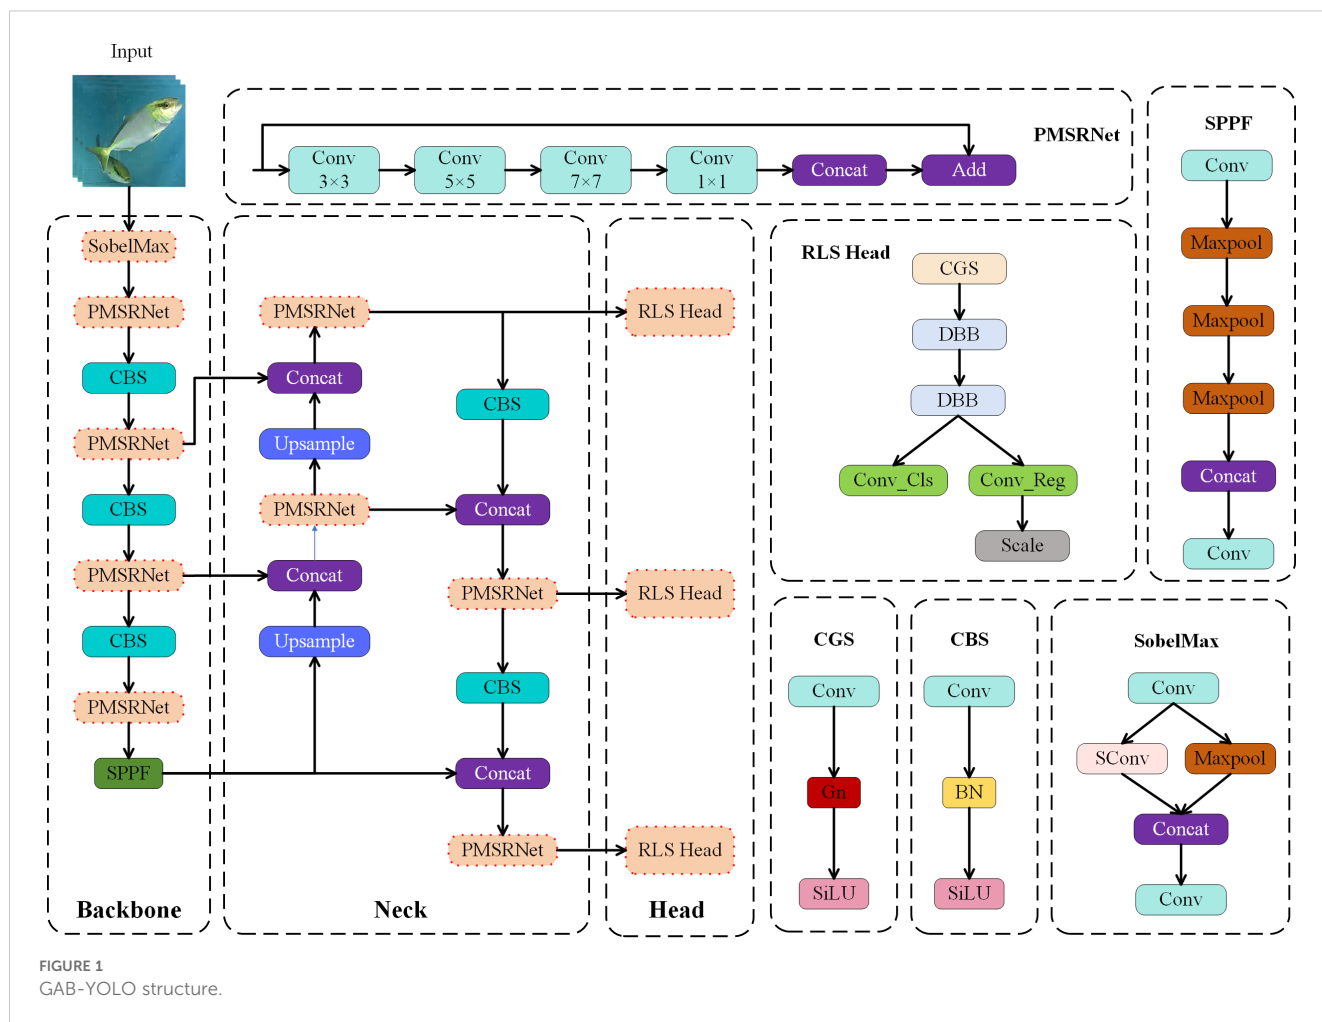 Input
SobelMax
PMSRNet
CBS
PMSRNet
CBS
PMSRNet
CBS
PMSRNet
SPPF
Backbone
PMSRNet
Concat
Upsample
PMSRNet
Concat
Upsample
CBS
Concat
PMSRNet
CBS
Concat
PMSRNet
Neck
RLS Head
RLS Head
RLS Head
Head
PMSRNet
Conv
3×3
Conv
5×5
Conv
7×7
Conv
1×1
Concat
Add
RLS Head
CGS
DBB
DBB
Conv_Cls
Conv_Reg
Scale
SPPF
Conv
Maxpool
Maxpool
Maxpool
Concat
Conv
CGS
Conv
Gn
SiLU
CBS
Conv
BN
SiLU
SobelMax
Conv
SConv
Maxpool
Concat
Conv
FIGURE 1
GAB-YOLO structure.